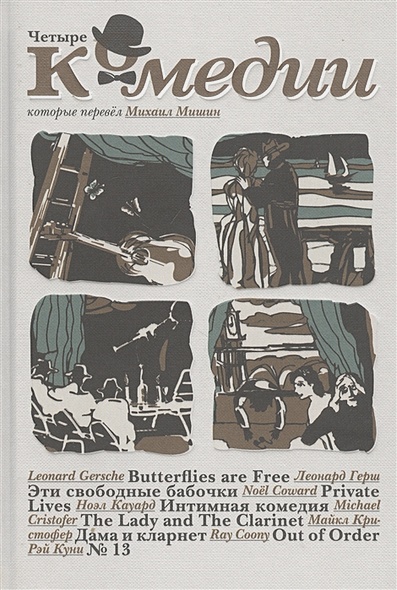 Четыре
Комедии
которые перевёл Михаил Мишин
Leonard Gersche Butterflies are Free Леонард Герш
Эти свободные бабочки Noël Coward Private
Lives Ноэл Кауард Интимная комедия Michael
Cristofer The Lady and The Clarinet Майкл Кри-
стофер Дама и кларнет Ray Coony Out of Order
Рэй Куни № 13